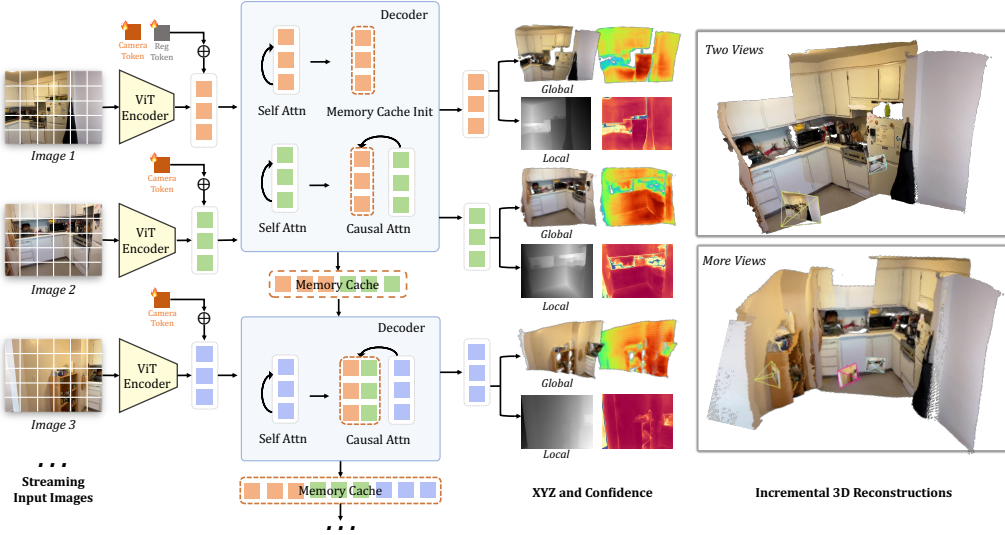 Camera
Token
Reg
Token
ViT
Encoder
Image 1
Decoder
Self Attn
Memory Cache Init
Global
Local
Camera
Token
ViT
Encoder
Image 2
Self Attn
Causal Attn
Global
Local
Memory Cache
Camera
Token
ViT
Encoder
Image 3
Decoder
Self Attn
Causal Attn
Global
Local
Memory Cache
...
...
Streaming
Input Images
XYZ and Confidence
Two Views
More Views
Incremental 3D Reconstructions